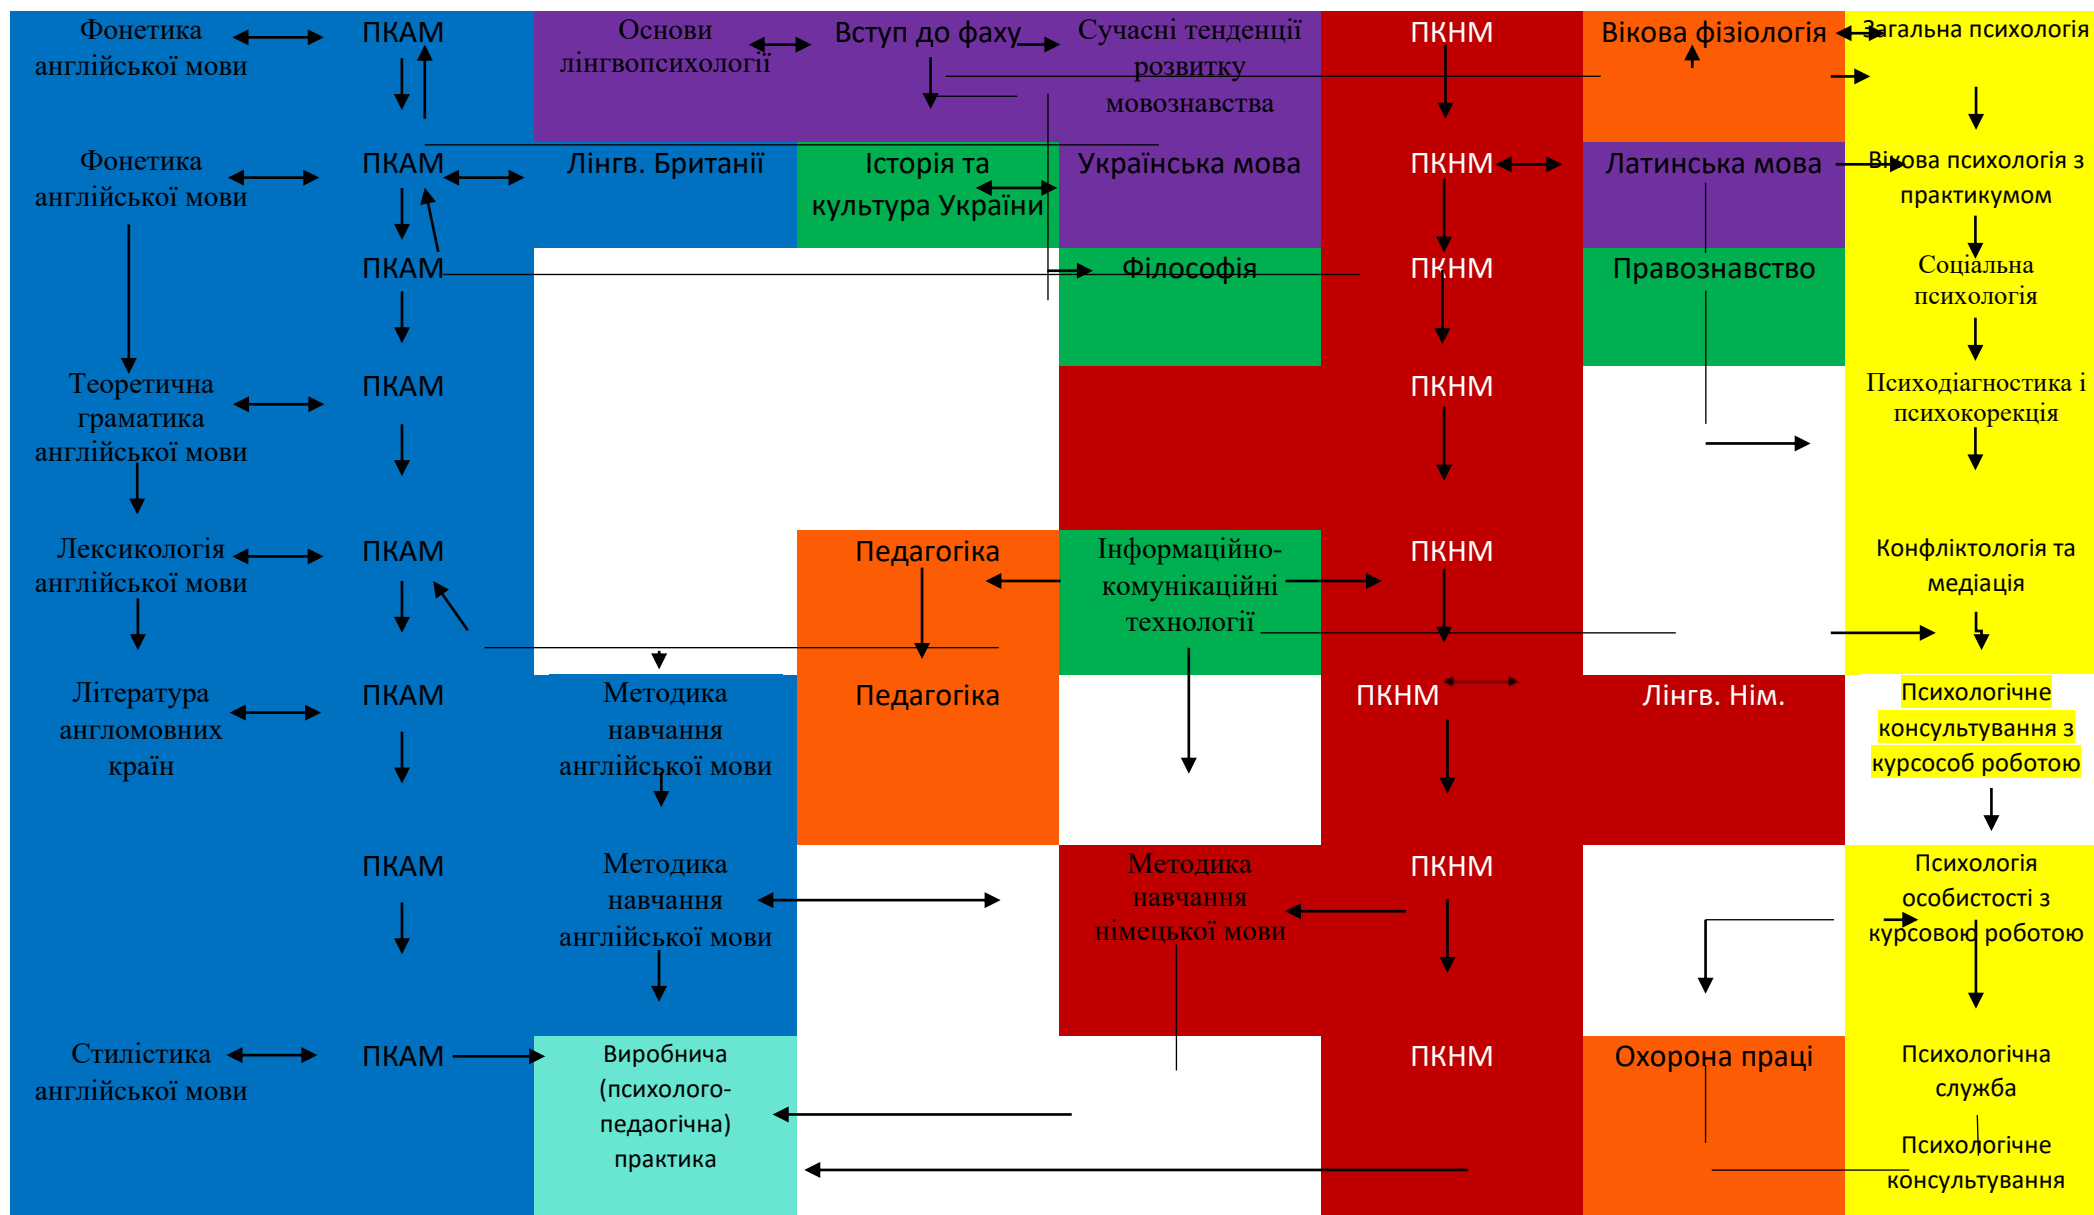 Фонетика
англійської мови
ПКАМ
Основи
лінгвопсихології
Вступ до фаху
Сучасні тенденції
розвитку
мовознавства
ПКНМ
Вікова фізіологія
Загальна психологія
Фонетика
англійської мови
ПКАМ
Лінгв. Британії
Історія та
культура України
Українська мова
ПКНМ
Латинська мова
Вікова психологія з
практикумом
ПКАМ
Філософія
ПКНМ
Правознавство
Соціальна
психологія
Теоретична
граматика
англійської мови
ПКАМ
ПКНМ
Психодіагностика і
психокорекція
Лексикологія
англійської мови
ПКАМ
Педагогіка
Інформаційно-
комунікаційні
технології
ПКНМ
Конфліктологія та
медіація
Література
англомовних
країн
ПКАМ
Методика
навчання
англійської мови
Педагогіка
ПКНМ
Лінгв. Нім.
Психологічне
консультування з
курсособ роботою
ПКАМ
Методика
навчання
англійської мови
Методика
навчання
німецької мови
ПКНМ
Психологія
особистості з
курсовою роботою
Стилістика
англійської мови
ПКАМ
Виробнича
(психолого-
педаогічна)
практика
ПКНМ
Охорона праці
Психологічна
служба
Психологічне
консультування